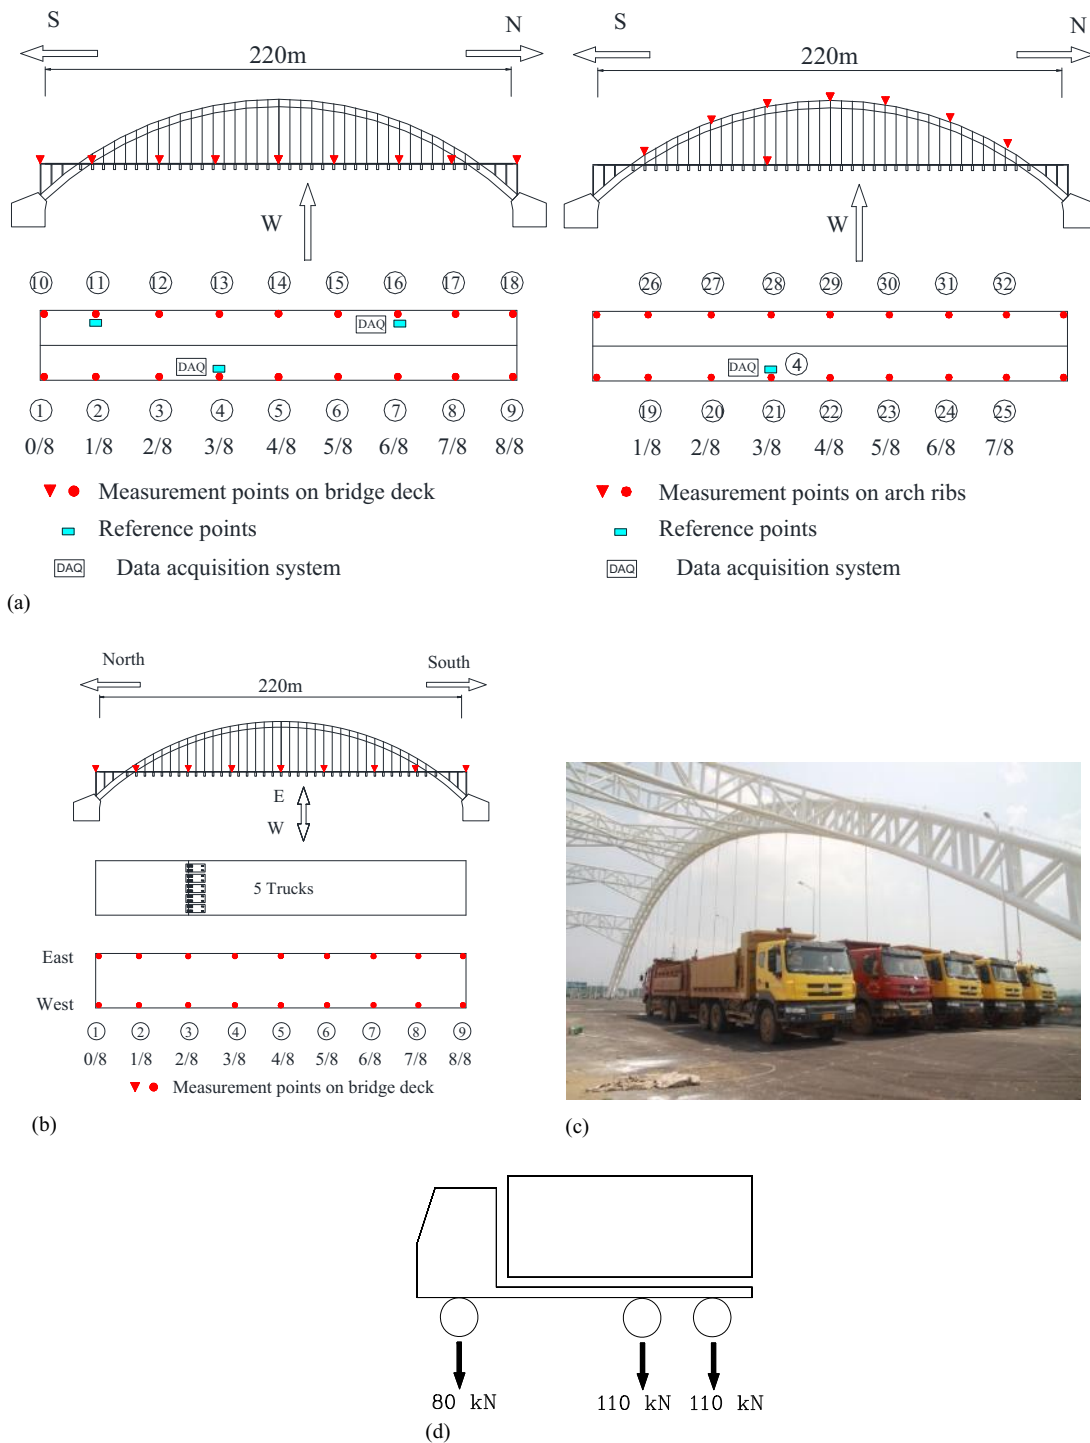 S N
220m
W
⑩ ⑪ ⑫ ⑬ ⑭ ⑮ ⑯ ⑰ ⑱
DAQ
DAQ
① ② ③ ④ ⑤ ⑥ ⑦ ⑧ ⑨
0/8 1/8 2/8 3/8 4/8 5/8 6/8 7/8 8/8
Measurement points on bridge deck
Reference points
DAQ Data acquisition system
S N
220m
W
㉖ ㉗ ㉘ ㉙ ㉚ ㉛ ㉜
DAQ ④
⑲ ⑳ ㉑ ㉒ ㉓ ㉔ ㉕
1/8 2/8 3/8 4/8 5/8 6/8 7/8
Measurement points on arch ribs
Reference points
DAQ Data acquisition system
(a)
North South
220m
E
W
5 Trucks
East
West
① ② ③ ④ ⑤ ⑥ ⑦ ⑧ ⑨
0/8 1/8 2/8 3/8 4/8 5/8 6/8 7/8 8/8
Measurement points on bridge deck
(b)
(c)
80 kN 110 kN 110 kN
(d)